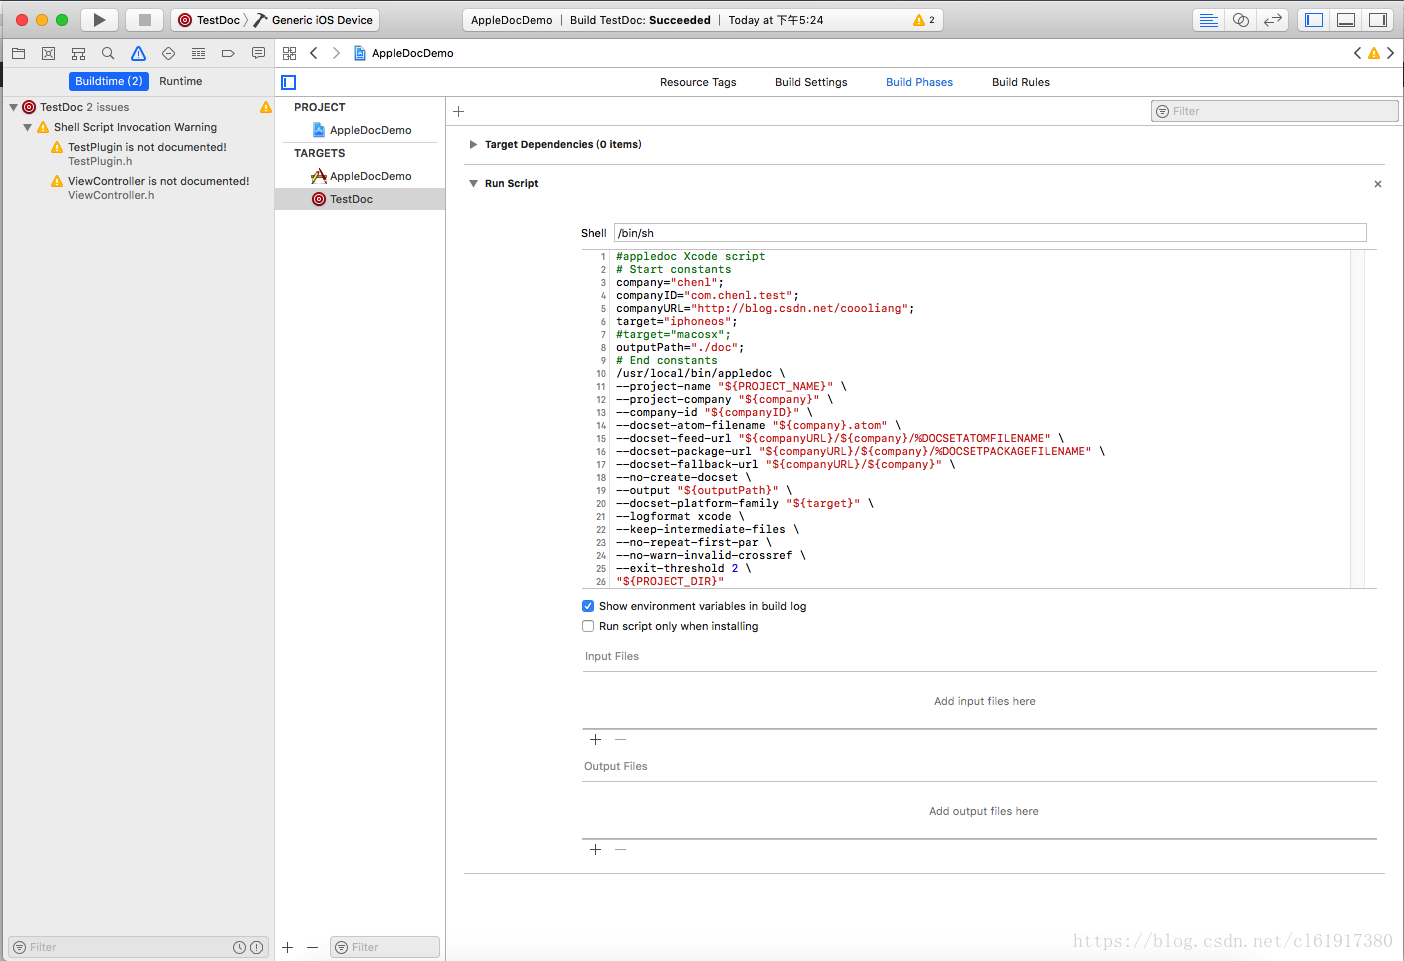 TestDoc
Generic iOS Device
AppleDocDemo | Build TestDoc: Succeeded | Today at 下午5:24
2
AppleDocDemo
Buildtime (2)
Runtime
Resource Tags
Build Settings
Build Phases
Build Rules
TestDoc 2 issues
Shell Script Invocation Warning
TestPlugin is not documented!
TestPlugin.h
ViewController is not documented!
ViewController.h
PROJECT
AppleDocDemo
TARGETS
AppleDocDemo
TestDoc
Filter
Target Dependencies (0 items)
Run Script
Shell
/bin/sh
1 #appledoc Xcode script
2 # Start constants
3 company="chenl";
4 companyID="com.chenl.test";
5 companyURL="http://blog.csdn.net/coooliang";
6 target="iphoneos";
7 #target="macosx";
8 outputPath="./doc";
9 # End constants
10 /usr/local/bin/appledoc \
11 --project-name "${PROJECT_NAME}" \
12 --project-company "${company}" \
13 --company-id "${companyID}" \
14 --docset-atom-filename "${company}.atom" \
15 --docset-feed-url "${companyURL}/${company}/%DOCSETATOMFILENAME" \
16 --docset-package-url "${companyURL}/${company}/%DOCSETPACKAGEFILENAME" \
17 --docset-fallback-url "${companyURL}/${company}" \
18 --no-create-docset \
19 --output "${outputPath}" \
20 --docset-platform-family "${target}" \
21 --logformat xcode \
22 --keep-intermediate-files \
23 --no-repeat-first-par \
24 --no-warn-invalid-crossref \
25 --exit-threshold 2 \
26 "${PROJECT_DIR}"
Show environment variables in build log
Run script only when installing
Input Files
Add input files here
Output Files
Add output files here
Filter
Filter
https://blog.csdn.net/cl61917380